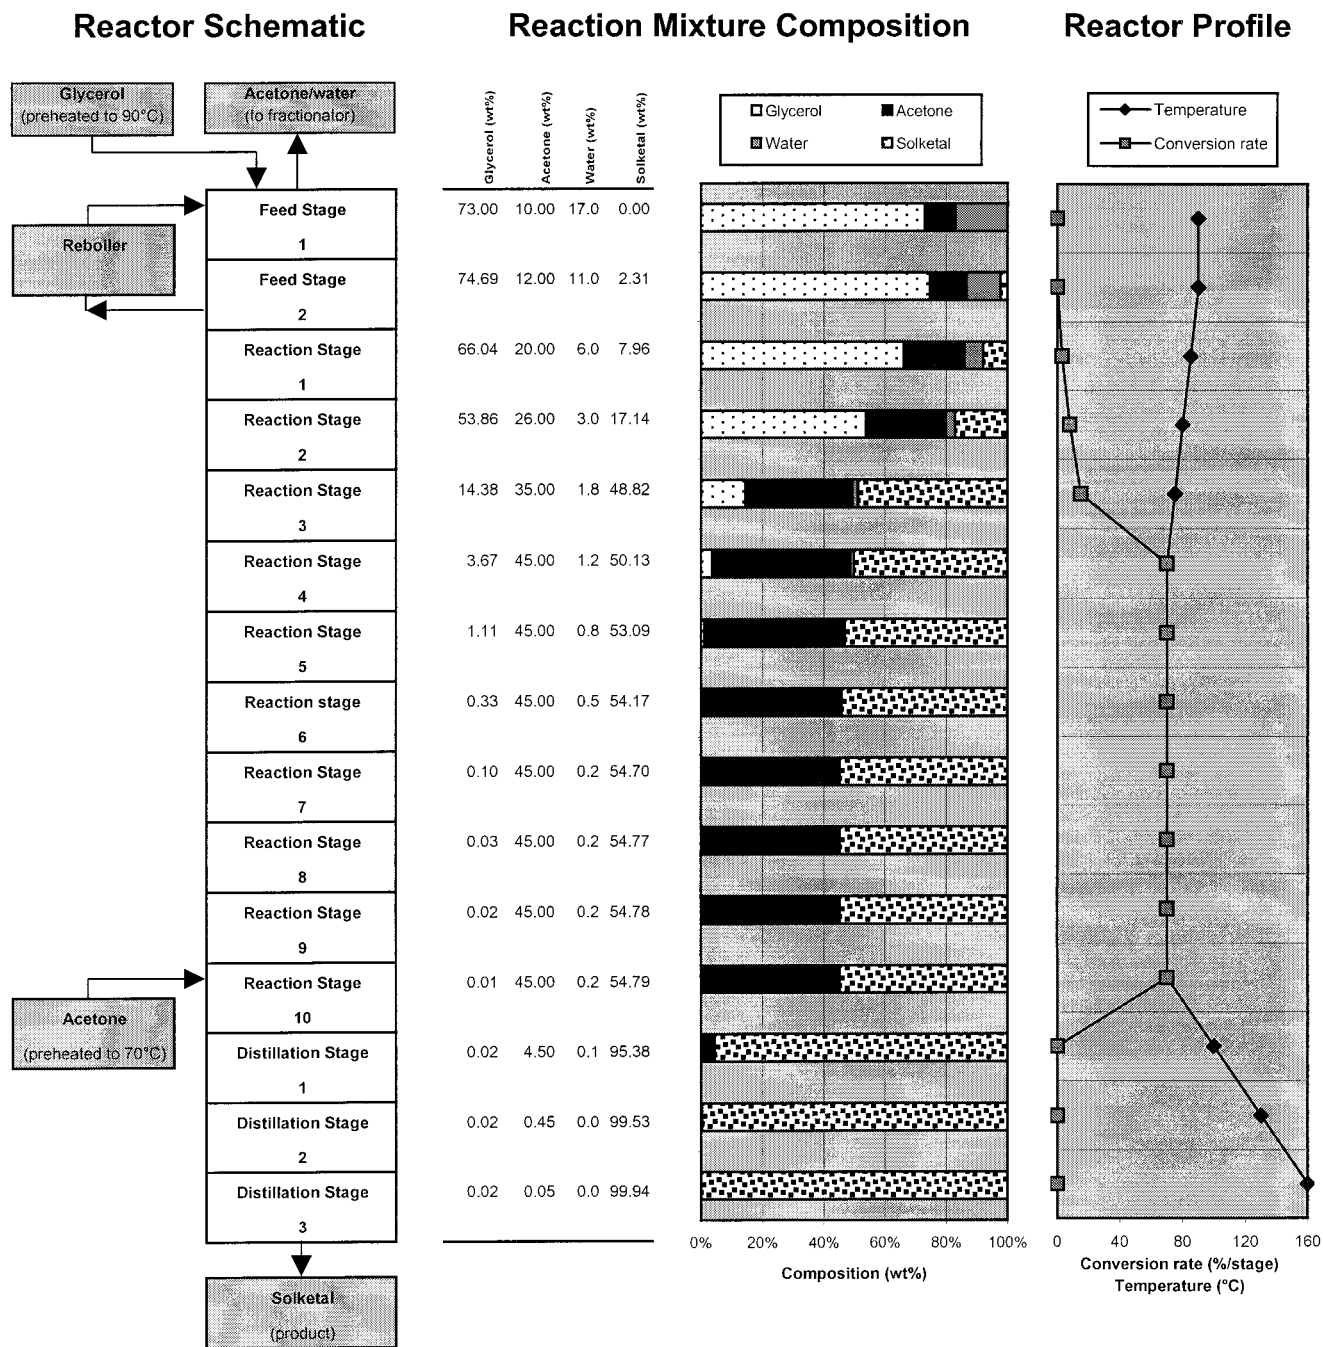 Reactor Schematic
Reaction Mixture Composition
Reactor Profile
Glycerol
(preheated to 90°C)
Acetone/water
(to fractionator)
Glycerol (wt%)
Acetone (wt%)
Water (wt%)
Solketal (wt%)
Glycerol
Acetone
Water
Solketal
Temperature
Conversion rate
Reboiler
Feed Stage
1
73.00 10.00 17.0 0.00
Feed Stage
2
74.69 12.00 11.0 2.31
Reaction Stage
1
66.04 20.00 6.0 7.96
Reaction Stage
2
53.86 26.00 3.0 17.14
Reaction Stage
3
14.38 35.00 1.8 48.82
Reaction Stage
4
3.67 45.00 1.2 50.13
Reaction Stage
5
1.11 45.00 0.8 53.09
Reaction stage
6
0.33 45.00 0.5 54.17
Reaction Stage
7
0.10 45.00 0.2 54.70
Reaction Stage
8
0.03 45.00 0.2 54.77
Reaction Stage
9
0.02 45.00 0.2 54.78
Reaction Stage
10
0.01 45.00 0.2 54.79
Acetone
(preheated to 70°C)
Distillation Stage
1
0.02 4.50 0.1 95.38
Distillation Stage
2
0.02 0.45 0.0 99.53
Distillation Stage
3
0.02 0.05 0.0 99.94
Solketal
(product)
0% 20% 40% 60% 80% 100%
Composition (wt%)
0 40 80 120 160
Conversion rate (%/stage)
Temperature (°C)